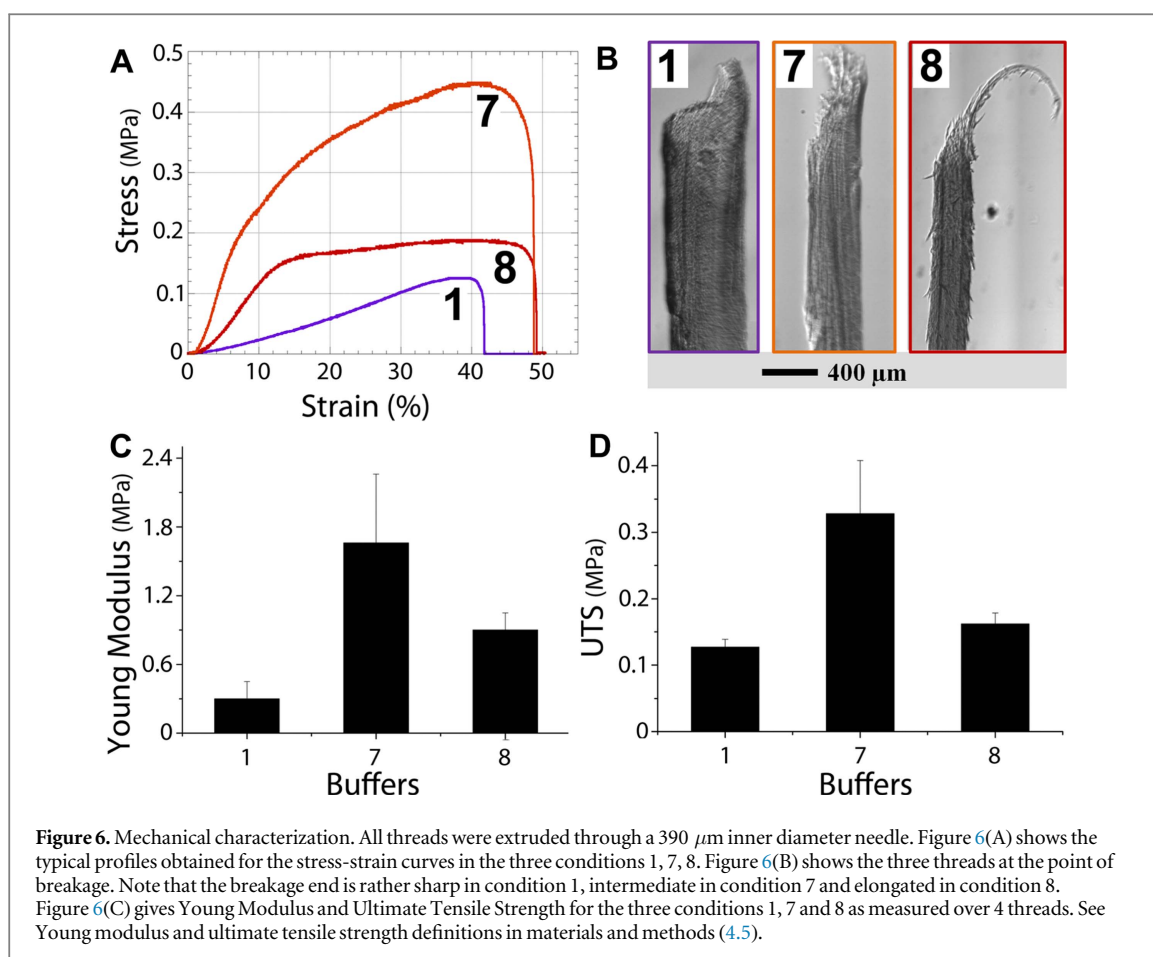 A
Stress (MPa)
0.5
0.4
0.3
0.2
0.1
0
7
8
1
0 10 20 30 40 50
Strain (%)
B
1 7 8
400 µm
C
Young Modulus (MPa)
2.4
1.8
1.2
0.6
0
1 7 8
Buffers
D
UTS (MPa)
0.4
0.3
0.2
0.1
0
1 7 8
Buffers
Figure 6. Mechanical characterization. All threads were extruded through a 390 µm inner diameter needle. Figure 6(A) shows the
typical profiles obtained for the stress-strain curves in the three conditions 1, 7, 8. Figure 6(B) shows the three threads at the point of
breakage. Note that the breakage end is rather sharp in condition 1, intermediate in condition 7 and elongated in condition 8.
Figure 6(C) gives Young Modulus and Ultimate Tensile Strength for the three conditions 1, 7 and 8 as measured over 4 threads. See
Young modulus and ultimate tensile strength definitions in materials and methods (4.5).